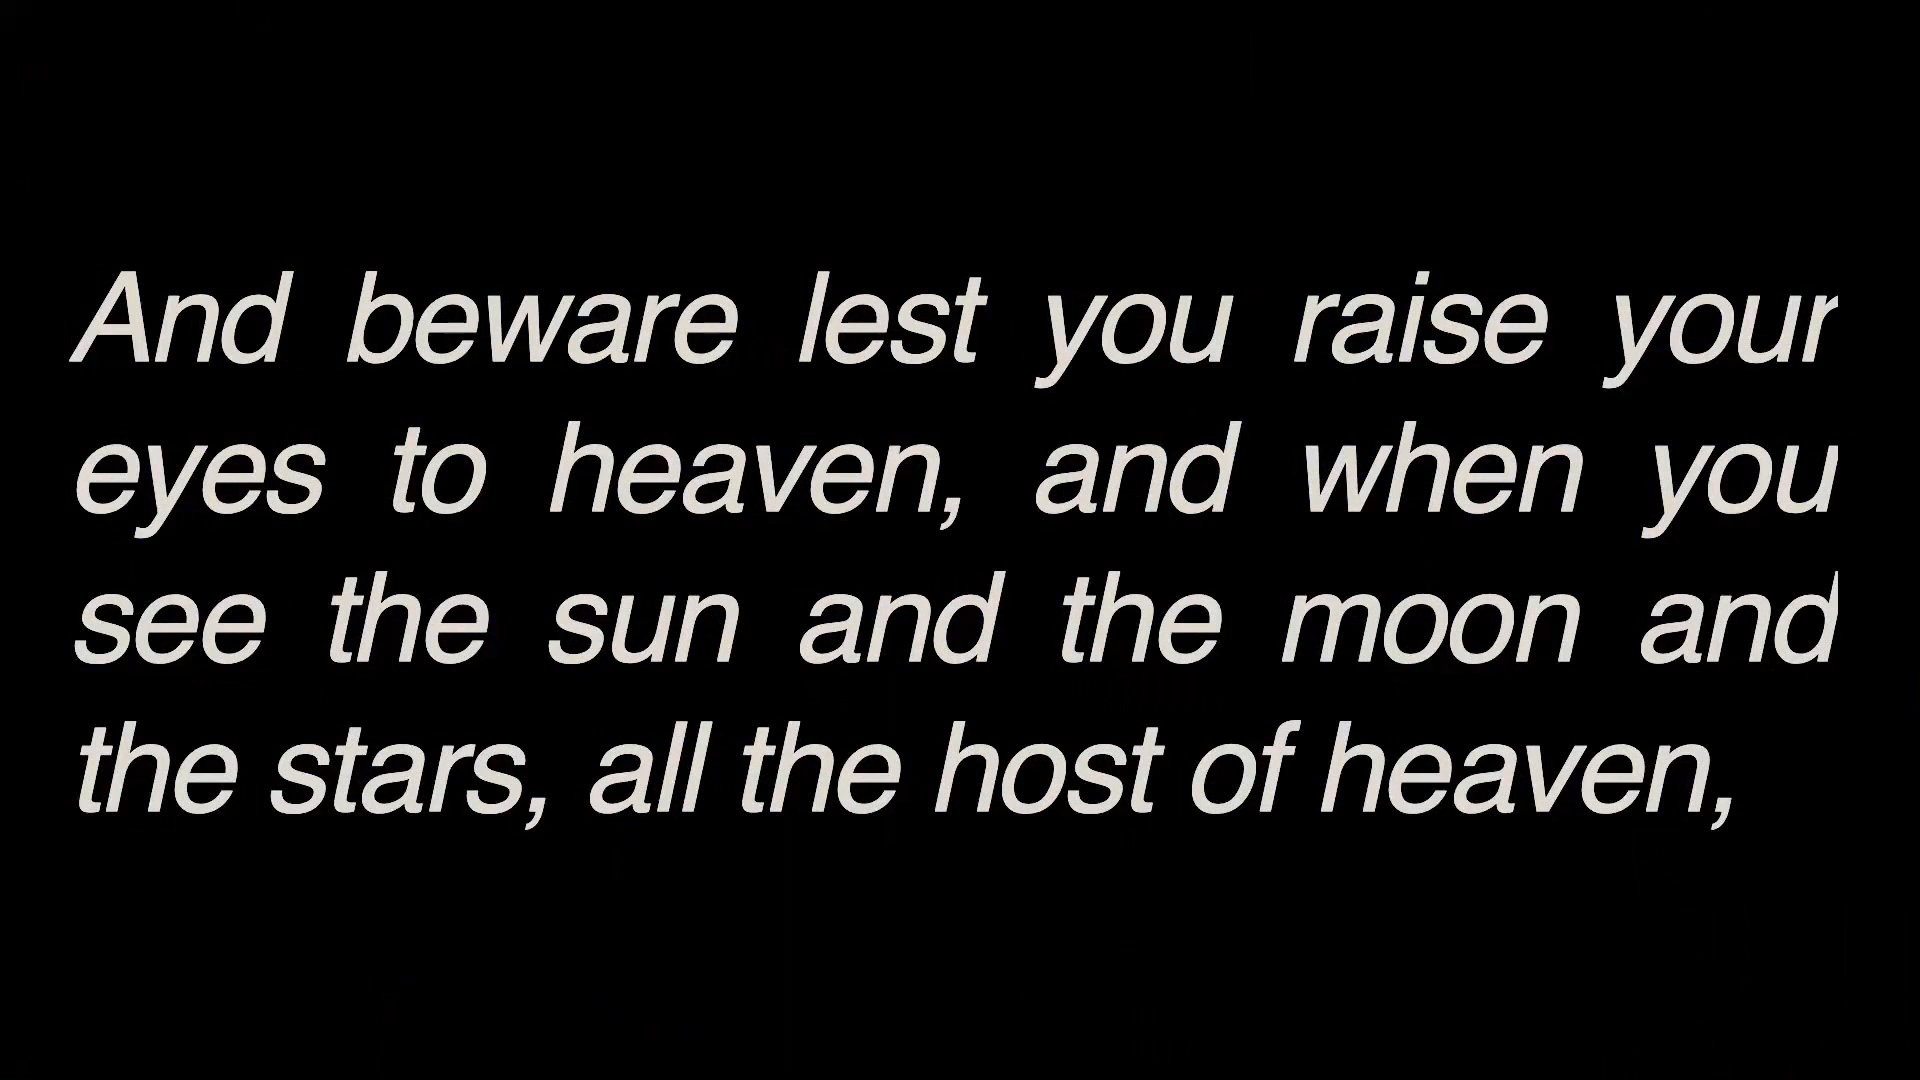 And beware lest you raise your
eyes to heaven, and when you
see the sun and the moon and
the stars, all the host of heaven,